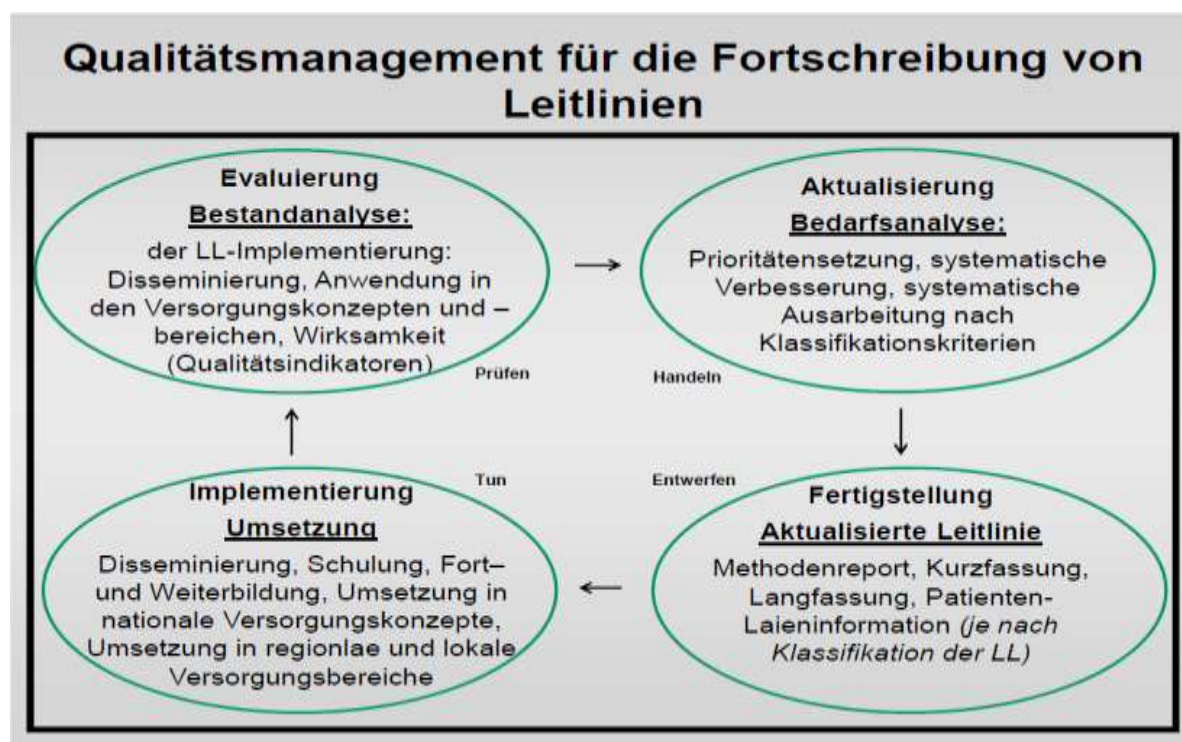 Qualitätsmanagement für die Fortschreibung von
Leitlinien
Evaluierung
Bestandanalyse:
der LL-Implementierung:
Disseminierung, Anwendung in
den Versorgungskonzepten und –
bereichen, Wirksamkeit
(Qualitätsindikatoren)
Prüfen
Aktualisierung
Bedarfsanalyse:
Prioritätensetzung, systematische
Verbesserung, systematische
Ausarbeitung nach
Klassifikationskriterien
Handeln
Tun
Implementierung
Umsetzung
Disseminierung, Schulung, Fort–
und Weiterbildung, Umsetzung in
nationale Versorgungskonzepte,
Umsetzung in regionlae und lokale
Versorgungsbereiche
Entwerfen
Fertigstellung
Aktualisierte Leitlinie
Methodenreport, Kurzfassung,
Langfassung, Patienten-
Laieninformation (je nach
Klassifikation der LL)